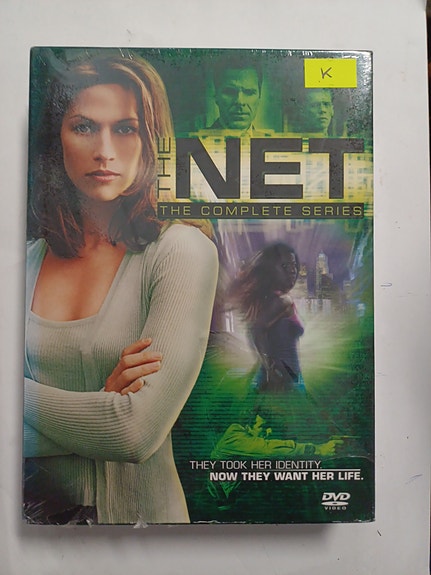 K
THE NET
THE COMPLETE SERIES
THEY TOOK HER IDENTITY.
NOW THEY WANT HER LIFE.
DVD
VIDEO